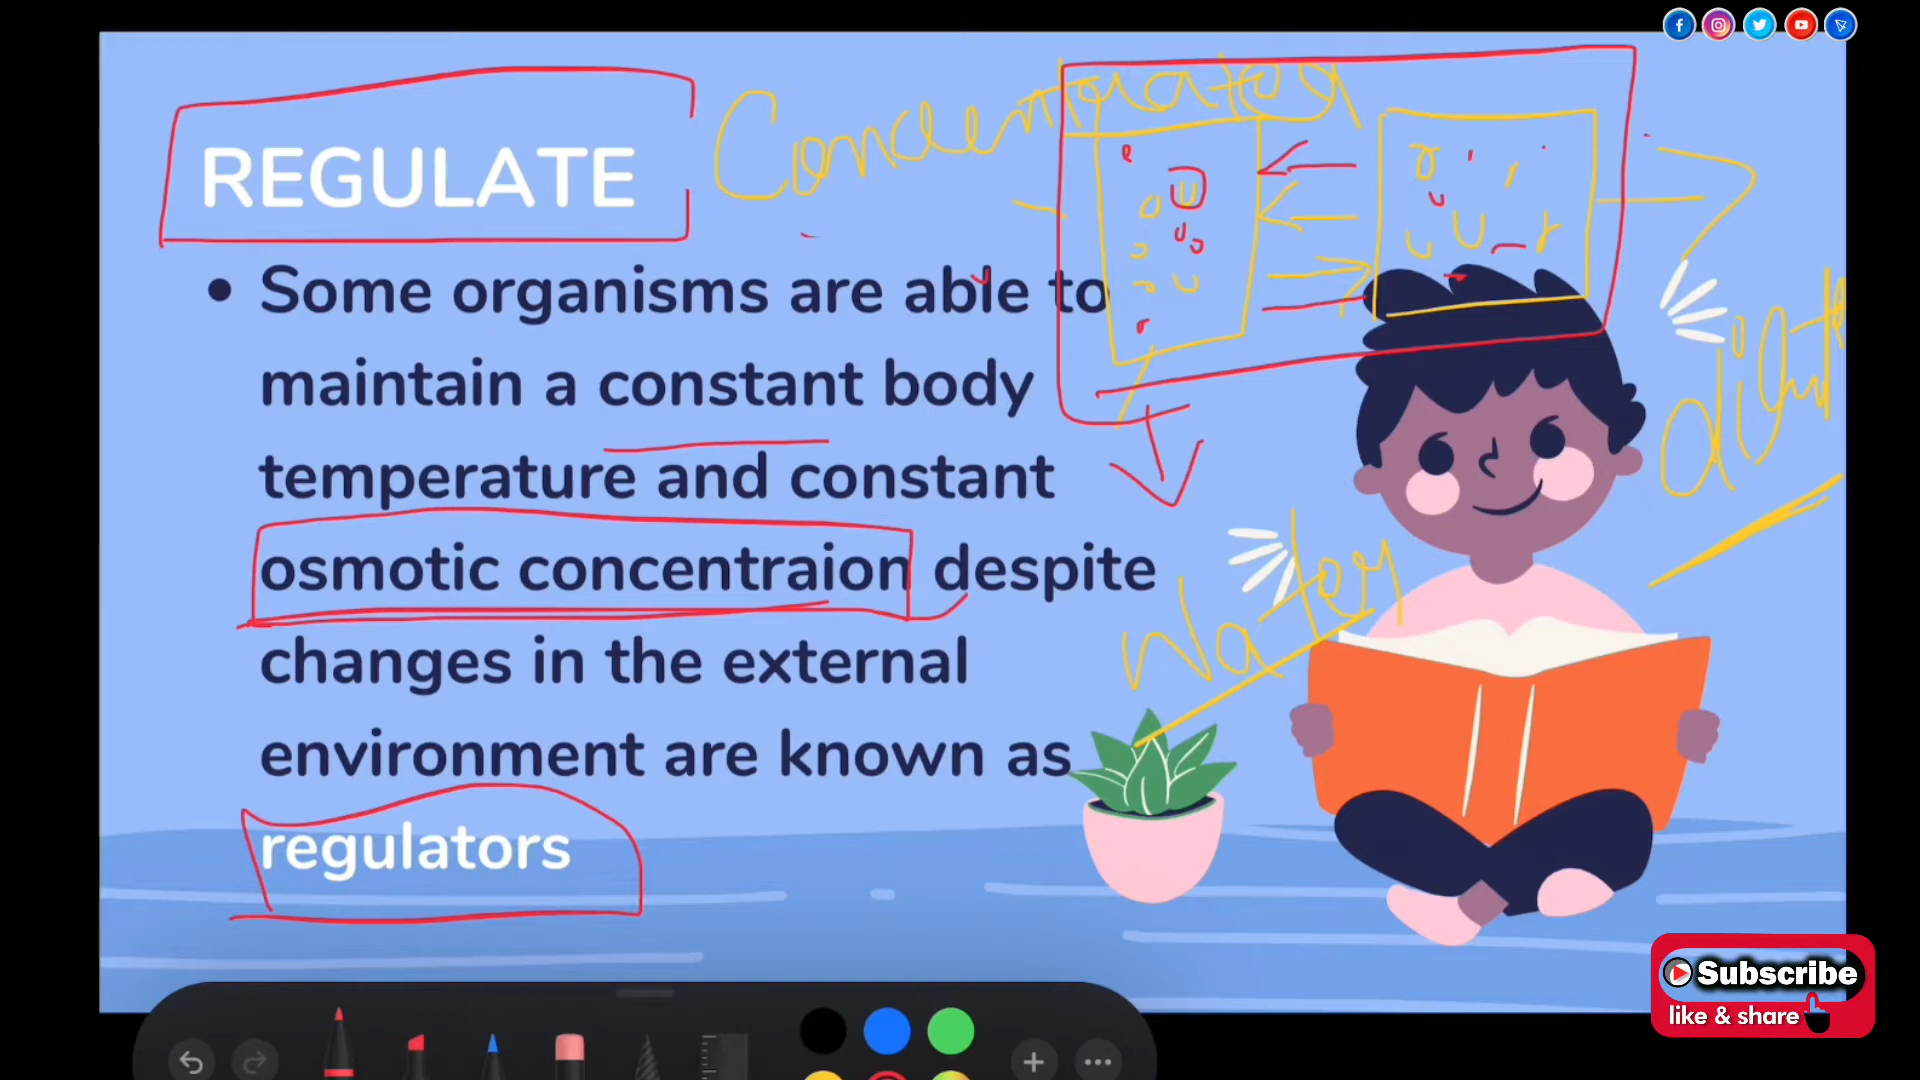 REGULATE
Concentrated
• Some organisms are able to
maintain a constant body
temperature and constant
osmotic concentraion despite
changes in the external
environment are known as
regulators
dilute
Water
Subscribe
like & share